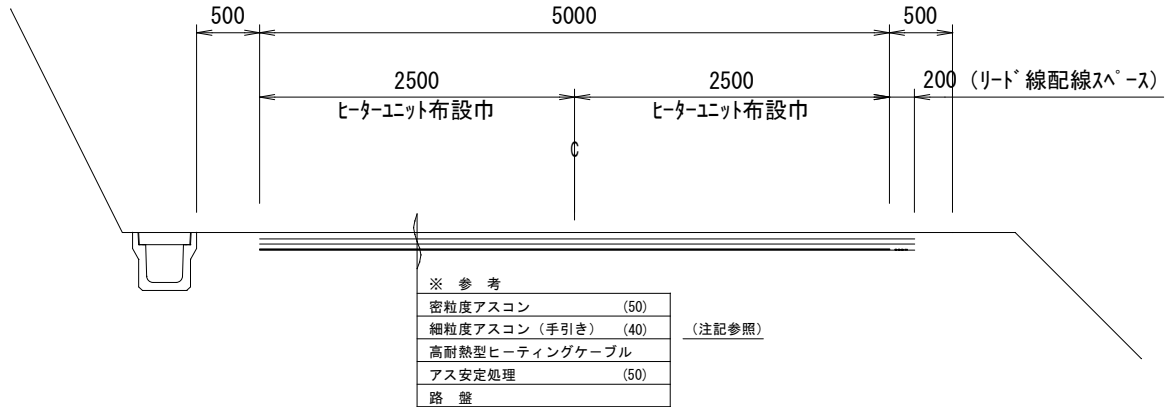 500
5000
500
2500
2500
200 (ﾘｰﾄﾞ線配線ｽﾍﾟｰｽ)
ﾋｰﾀｰﾕﾆｯﾄ布設巾
ﾋｰﾀｰﾕﾆｯﾄ布設巾
℄
※ 参 考
密粒度アスコン (50)
細粒度アスコン（手引き） (40) (注記参照)
高耐熱型ヒーティングケーブル
アス安定処理 (50)
路 盤